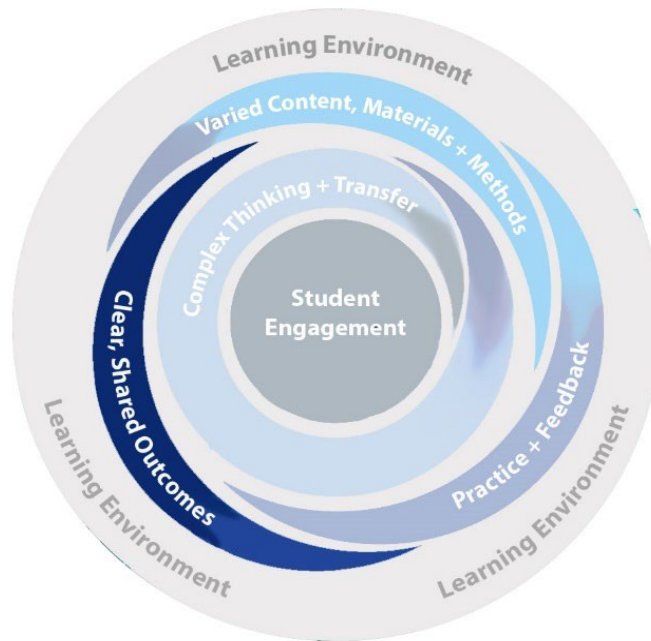 Learning Environment
Varied Content, Materials + Methods
Complex Thinking + Transfer
Student
Engagement
Clear, Shared Outcomes
Practice + Feedback
Learning Environment
Learning Environment